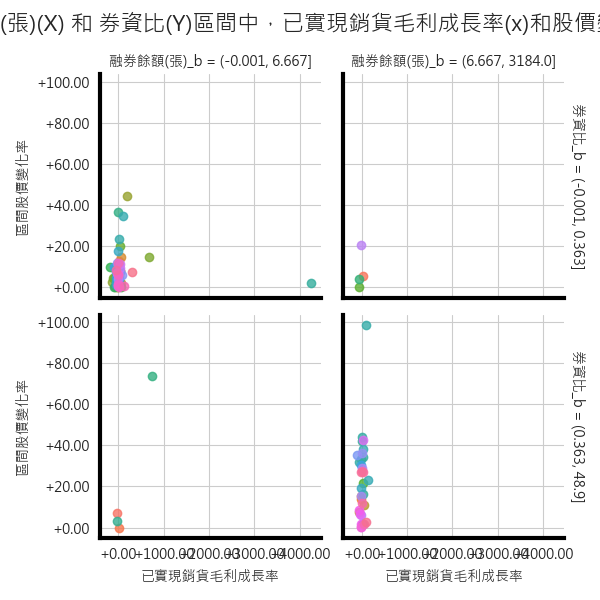 (張)(X) 和 券資比(Y)區間中，已實現銷貨毛利成長率(x)和股價
融券餘額(張)_b = (-0.001, 6.667]
融券餘額(張)_b = (6.667, 3184.0]
+100.00
+80.00
+60.00
+40.00
+20.00
+0.00
區間股價變化率
券資比_b = (-0.001, 0.363]
+100.00
+80.00
+60.00
+40.00
+20.00
+0.00
區間股價變化率
券資比_b = (0.363, 48.9]
+0.00 +1000.00 +2000.00 +3000.00 +4000.00
+0.00 +1000.00 +2000.00 +3000.00 +4000.00
已實現銷貨毛利成長率
已實現銷貨毛利成長率